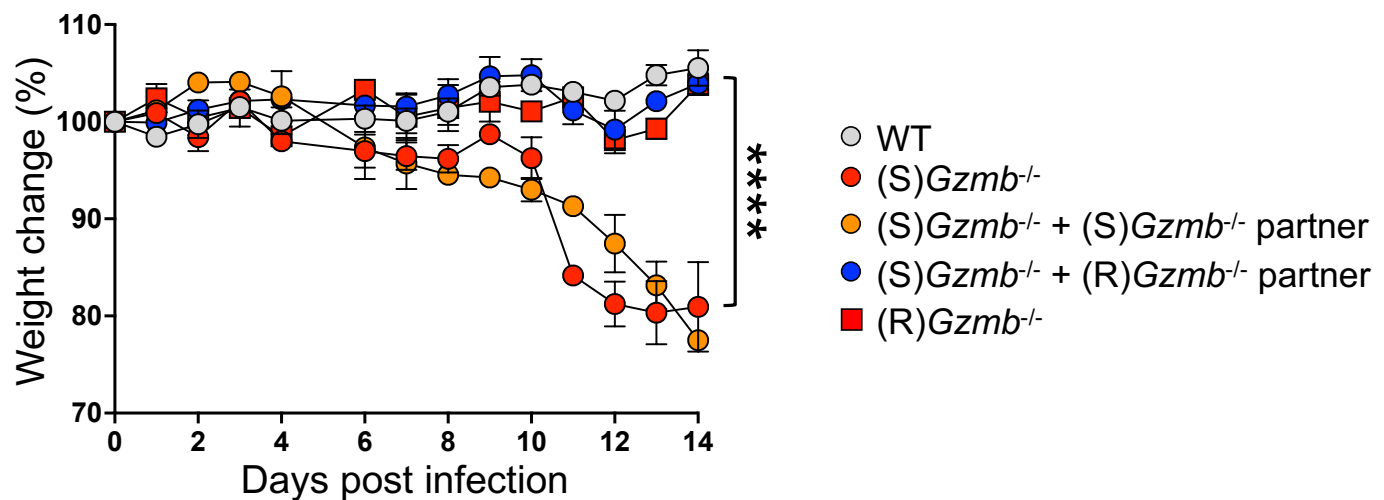 Weight change (%)
110
100
90
80
70
0 2 4 6 8 10 12 14
Days post infection
****
WT
(S)Gzmb-/-
(S)Gzmb-/- + (S)Gzmb-/- partner
(S)Gzmb-/- + (R)Gzmb-/- partner
(R)Gzmb-/-